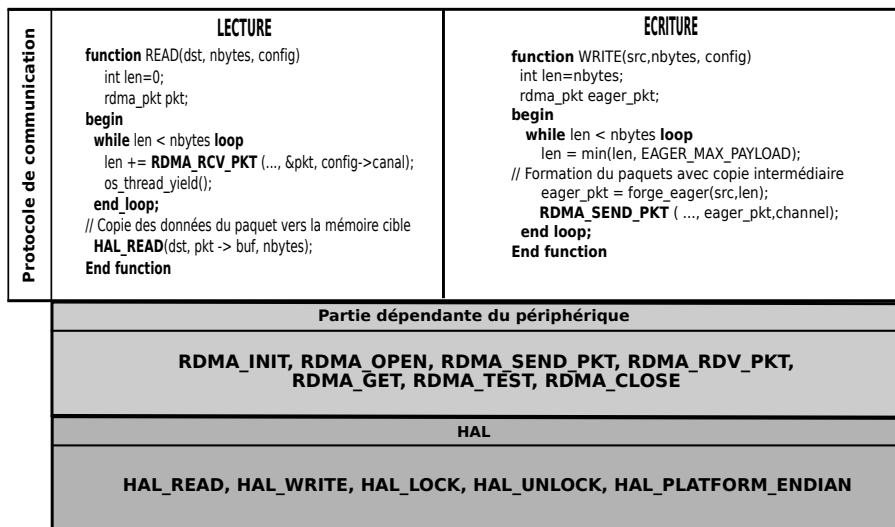 Protocole de communication
LECTURE
function READ(dst, nbytes, config)
int len=0;
rdma_pkt pkt;
begin
while len < nbytes loop
len += RDMA_RCV_PKT (..., &pkt, config->canal);
os_thread_yield();
end_loop;
// Copie des données du paquet vers la mémoire cible
HAL_READ(dst, pkt -> buf, nbytes);
End function
ECRITURE
function WRITE(src,nbytes, config)
int len=nbytes;
rdma_pkt eager_pkt;
begin
while len < nbytes loop
len = min(len, EAGER_MAX_PAYLOAD);
// Formation du paquets avec copie intermédiaire
eager_pkt = forge_eager(src,len);
RDMA_SEND_PKT ( ..., eager_pkt,channel);
end loop;
End function
Partie dépendante du périphérique
RDMA_INIT, RDMA_OPEN, RDMA_SEND_PKT, RDMA_RDV_PKT,
RDMA_GET, RDMA_TEST, RDMA_CLOSE
HAL
HAL_READ, HAL_WRITE, HAL_LOCK, HAL_UNLOCK, HAL_PLATFORM_ENDIAN